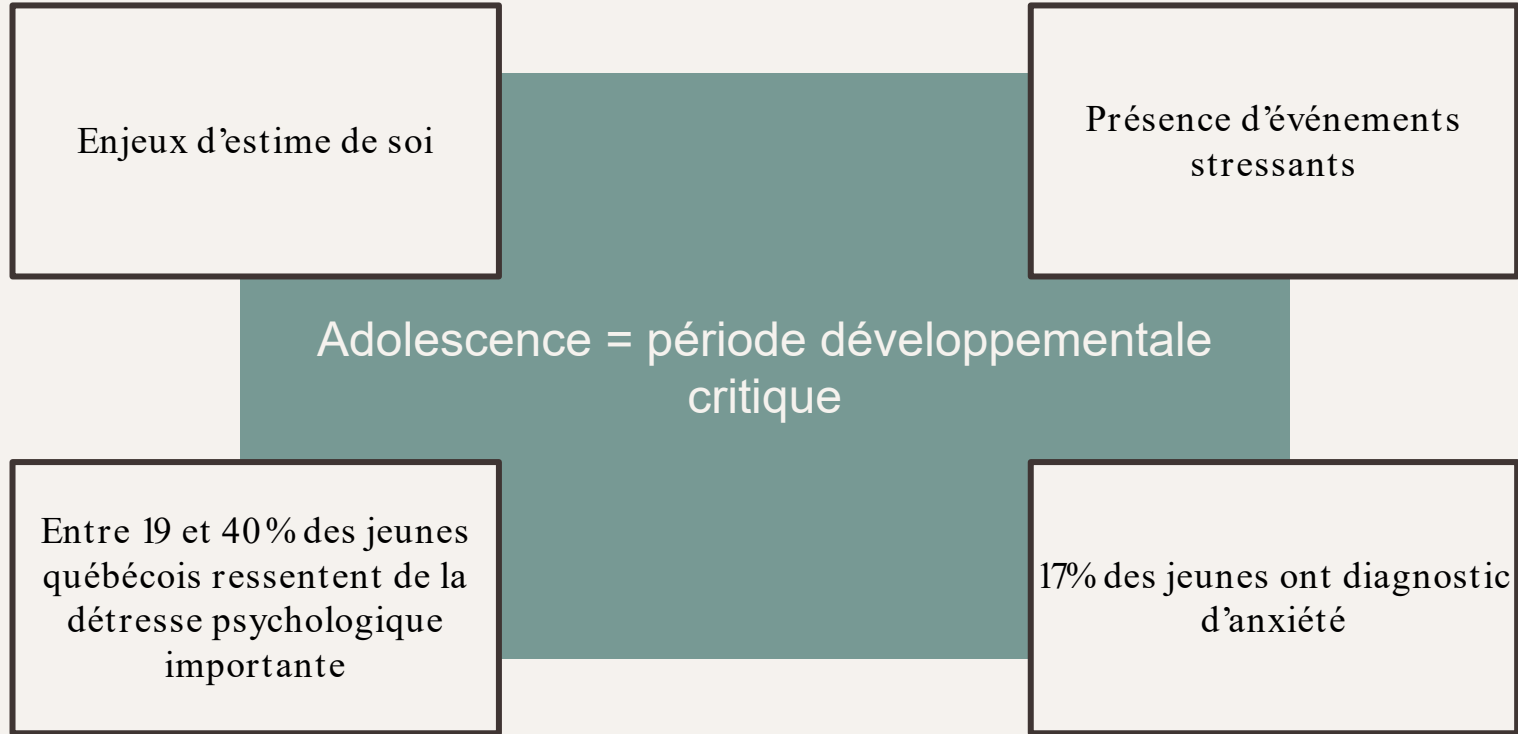 Enjeux d’estime de soi
Présence d’événements
stressants
Adolescence = période développementale
critique
Entre 19 et 40% des jeunes
québécois ressentent de la
détresse psychologique
importante
17% des jeunes ont diagnostic
d’anxiété